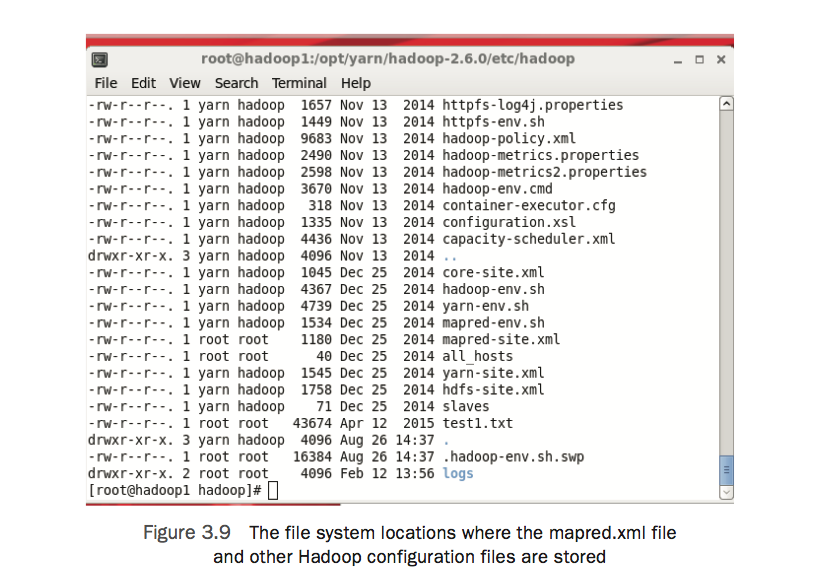 root@hadoop1:/opt/yarn/hadoop-2.6.0/etc/hadoop
File Edit View Search Terminal Help
-rw-r--r--. 1 yarn hadoop  1657 Nov 13  2014 httpfs-log4j.properties
-rw-r--r--. 1 yarn hadoop  1449 Nov 13  2014 httpfs-env.sh
-rw-r--r--. 1 yarn hadoop  9683 Nov 13  2014 hadoop-policy.xml
-rw-r--r--. 1 yarn hadoop  2490 Nov 13  2014 hadoop-metrics.properties
-rw-r--r--. 1 yarn hadoop  2598 Nov 13  2014 hadoop-metrics2.properties
-rw-r--r--. 1 yarn hadoop  3670 Nov 13  2014 hadoop-env.cmd
-rw-r--r--. 1 yarn hadoop   318 Nov 13  2014 container-executor.cfg
-rw-r--r--. 1 yarn hadoop  1335 Nov 13  2014 configuration.xsl
-rw-r--r--. 1 yarn hadoop  4436 Nov 13  2014 capacity-scheduler.xml
drwxr-xr-x. 3 yarn hadoop  4096 Nov 13  2014 ..
-rw-r--r--. 1 yarn hadoop  1045 Dec 25  2014 core-site.xml
-rw-r--r--. 1 yarn hadoop  4367 Dec 25  2014 hadoop-env.sh
-rw-r--r--. 1 yarn hadoop  4739 Dec 25  2014 yarn-env.sh
-rw-r--r--. 1 yarn hadoop  1534 Dec 25  2014 mapred-env.sh
-rw-r--r--. 1 root root    1180 Dec 25  2014 mapred-site.xml
-rw-r--r--. 1 root root      40 Dec 25  2014 all_hosts
-rw-r--r--. 1 yarn hadoop  1545 Dec 25  2014 yarn-site.xml
-rw-r--r--. 1 yarn hadoop  1758 Dec 25  2014 hdfs-site.xml
-rw-r--r--. 1 yarn hadoop    71 Dec 25  2014 slaves
-rw-r--r--. 1 root root   43674 Apr 12  2015 test1.txt
drwxr-xr-x. 3 yarn hadoop  4096 Aug 26 14:37 .
-rw-r--r--. 1 root root   16384 Aug 26 14:37 .hadoop-env.sh.swp
drwxr-xr-x. 2 root root    4096 Feb 12 13:56 logs
[root@hadoop1 hadoop]#
Figure 3.9 The file system locations where the mapred.xml file
and other Hadoop configuration files are stored